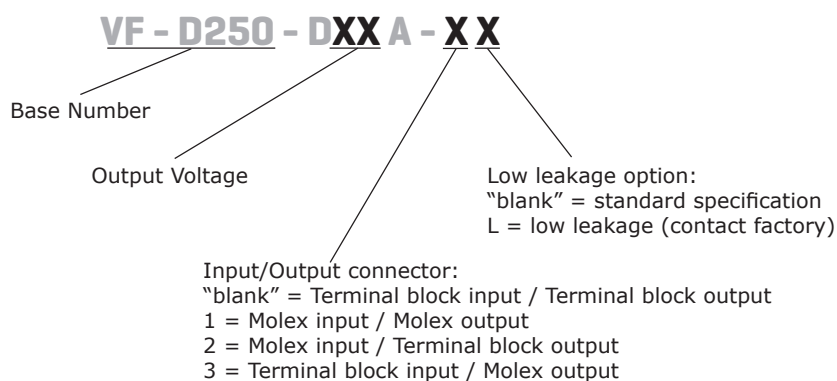 VF - D250 - DXX A - X X
Base Number
Output Voltage
Low leakage option:
“blank” = standard specification
L = low leakage (contact factory)
Input/Output connector:
“blank” = Terminal block input / Terminal block output
1 = Molex input / Molex output
2 = Molex input / Terminal block output
3 = Terminal block input / Molex output